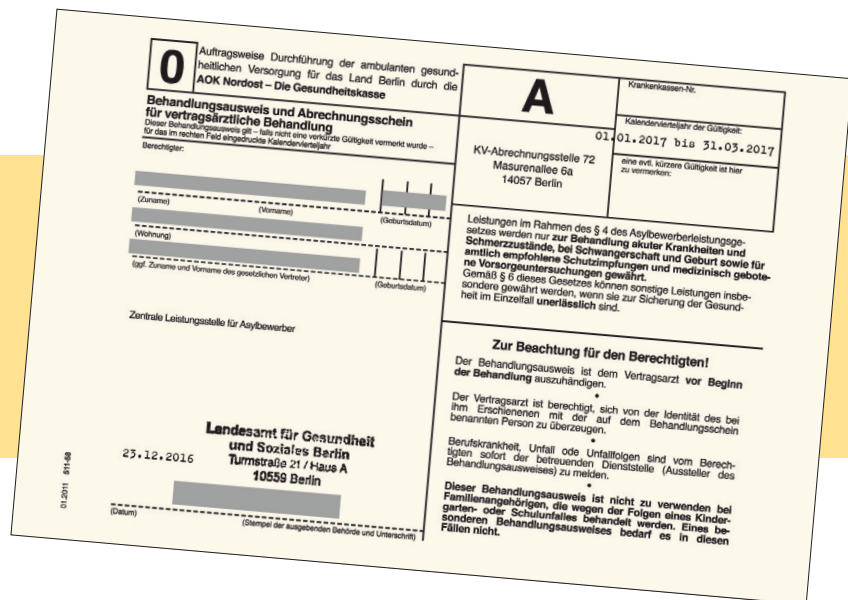 0
Auftragsweise Durchführung der ambulanten gesund-
heitlichen Versorgung für das Land Berlin durch die
AOK Nordost – Die Gesundheitskasse
Behandlungsausweis und Abrechnungsschein
für vertragsärztliche Behandlung
Dieser Behandlungsausweis gilt – falls nicht eine verkürzte Gültigkeit vermerkt wurde –
für das im rechten Feld eingedruckte Kalendervierteljahr
Berechtigter:
(Zuname) (Vorname) (Geburtsdatum)
(Wohnung)
(ggf. Zuname und Vorname des gesetzlichen Vertreter) (Geburtsdatum)
Zentrale Leistungsstelle für Asylbewerber
Landesamt für Gesundheit
und Soziales Berlin
Turmstraße 21 / Haus A
10559 Berlin
23.12.2016
(Datum) (Stempel der ausgebenden Behörde und Unterschrift)
01.2011 511-58
A
KV-Abrechnungsstelle 72
Masurenallee 6a
14057 Berlin
Krankenkassen-Nr.
Kalendervierteljahr der Gültigkeit:
01.01.2017 bis 31.03.2017
eine evtl. kürzere Gültigkeit ist hier
zu vermerken:
Leistungen im Rahmen des § 4 des Asylbewerberleistungsge-
setzes werden nur zur Behandlung akuter Krankheiten und
Schmerzzustände, bei Schwangerschaft und Geburt sowie für
amtlich empfohlene Schutzimpfungen und medizinisch gebote-
ne Vorsorgeuntersuchungen gewährt.
Gemäß § 6 dieses Gesetzes können sonstige Leistungen insbe-
sondere gewährt werden, wenn sie zur Sicherung der Gesund-
heit im Einzelfall unerlässlich sind.
Zur Beachtung für den Berechtigten!
Der Behandlungsausweis ist dem Vertragsarzt vor Beginn
der Behandlung auszuhändigen.
•
Der Vertragsarzt ist berechtigt, sich von der Identität des bei
ihm Erschienenen mit der auf dem Behandlungsschein
benannten Person zu überzeugen.
•
Berufskrankheit, Unfall ode Unfallfolgen sind vom Berech-
tigten sofort der betreuenden Dienststelle (Aussteller des
Behandlungsausweises) zu melden.
•
Dieser Behandlungsausweis ist nicht zu verwenden bei
Familienangehörigen, die wegen der Folgen eines Kinder-
garten- oder Schulunfalles behandelt werden. Eines be-
sonderen Behandlungsausweises bedarf es in diesen
Fällen nicht.